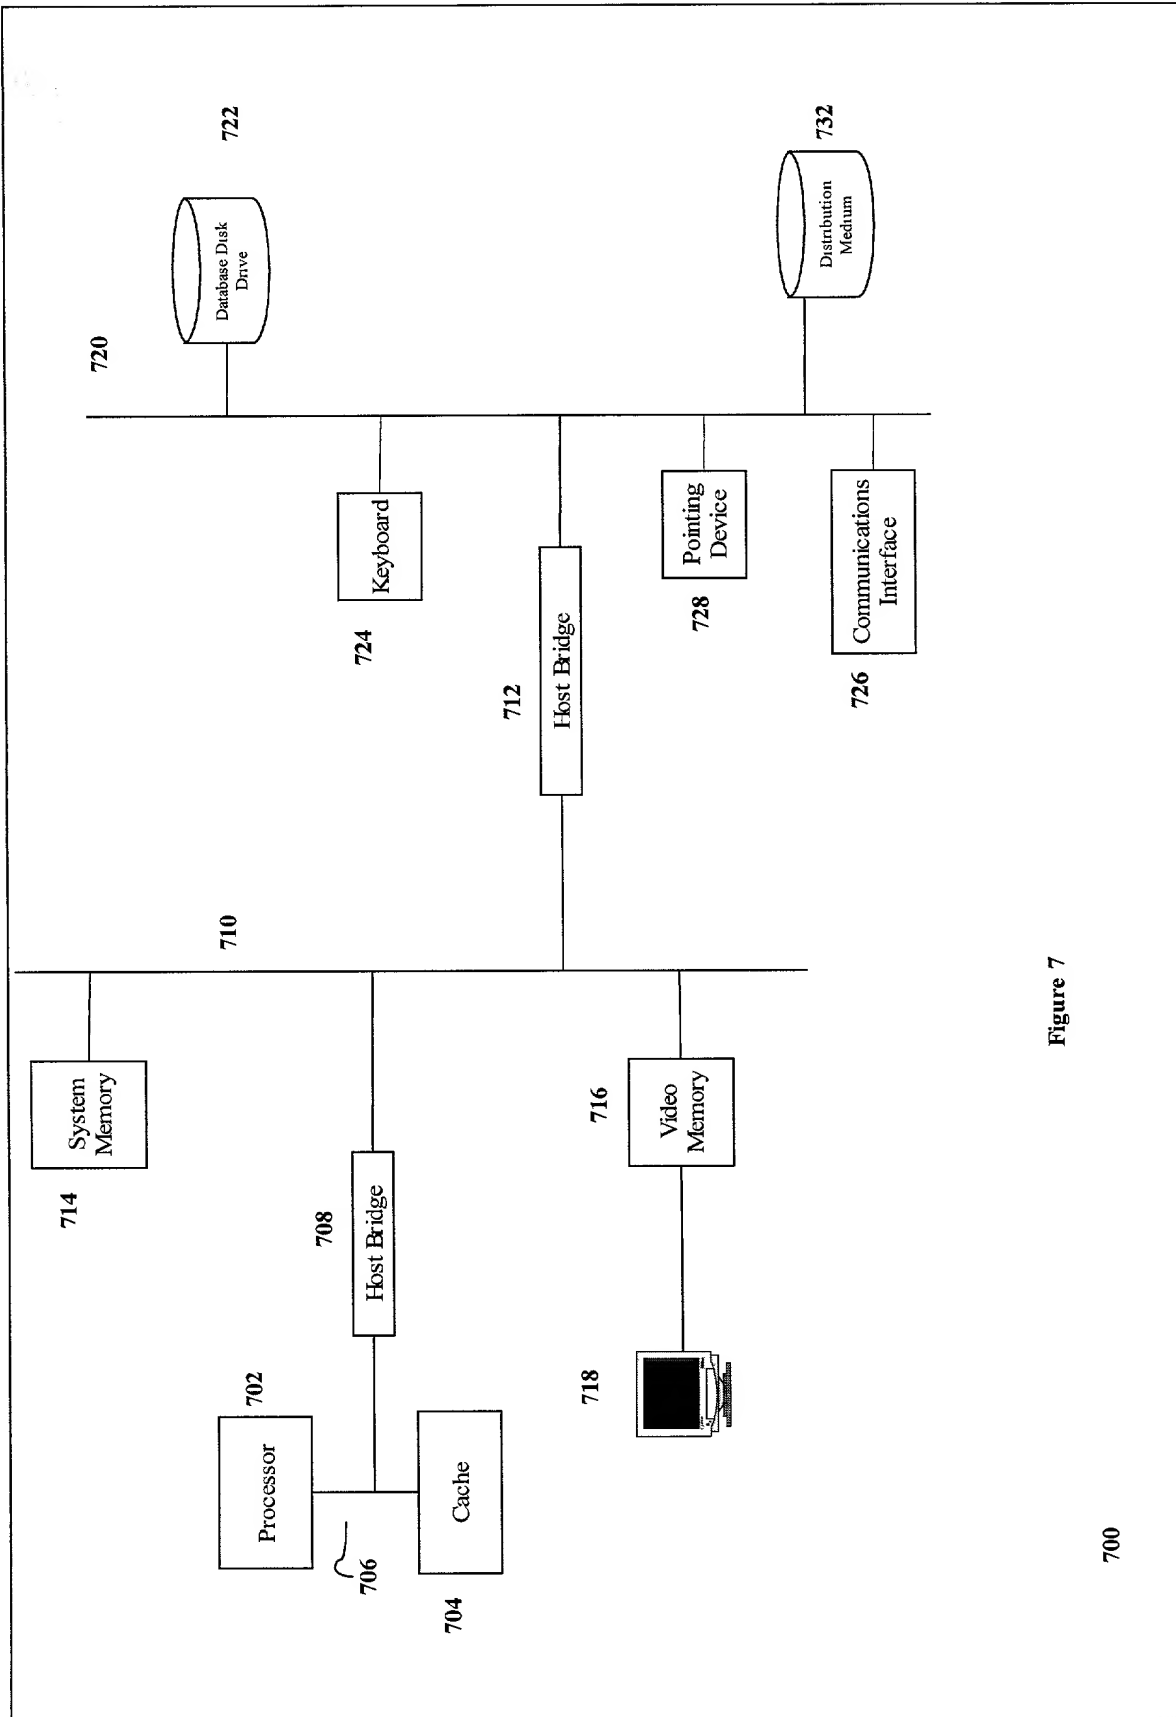 702
Processor
706
Cache
704
708
Host Bridge
714
System
Memory
710
716
Video
Memory
718
712
Host Bridge
720
Database Disk
Drive
722
724
Keyboard
728
Pointing
Device
726
Communications
Interface
Distribution
Medium
732
Figure 7
700